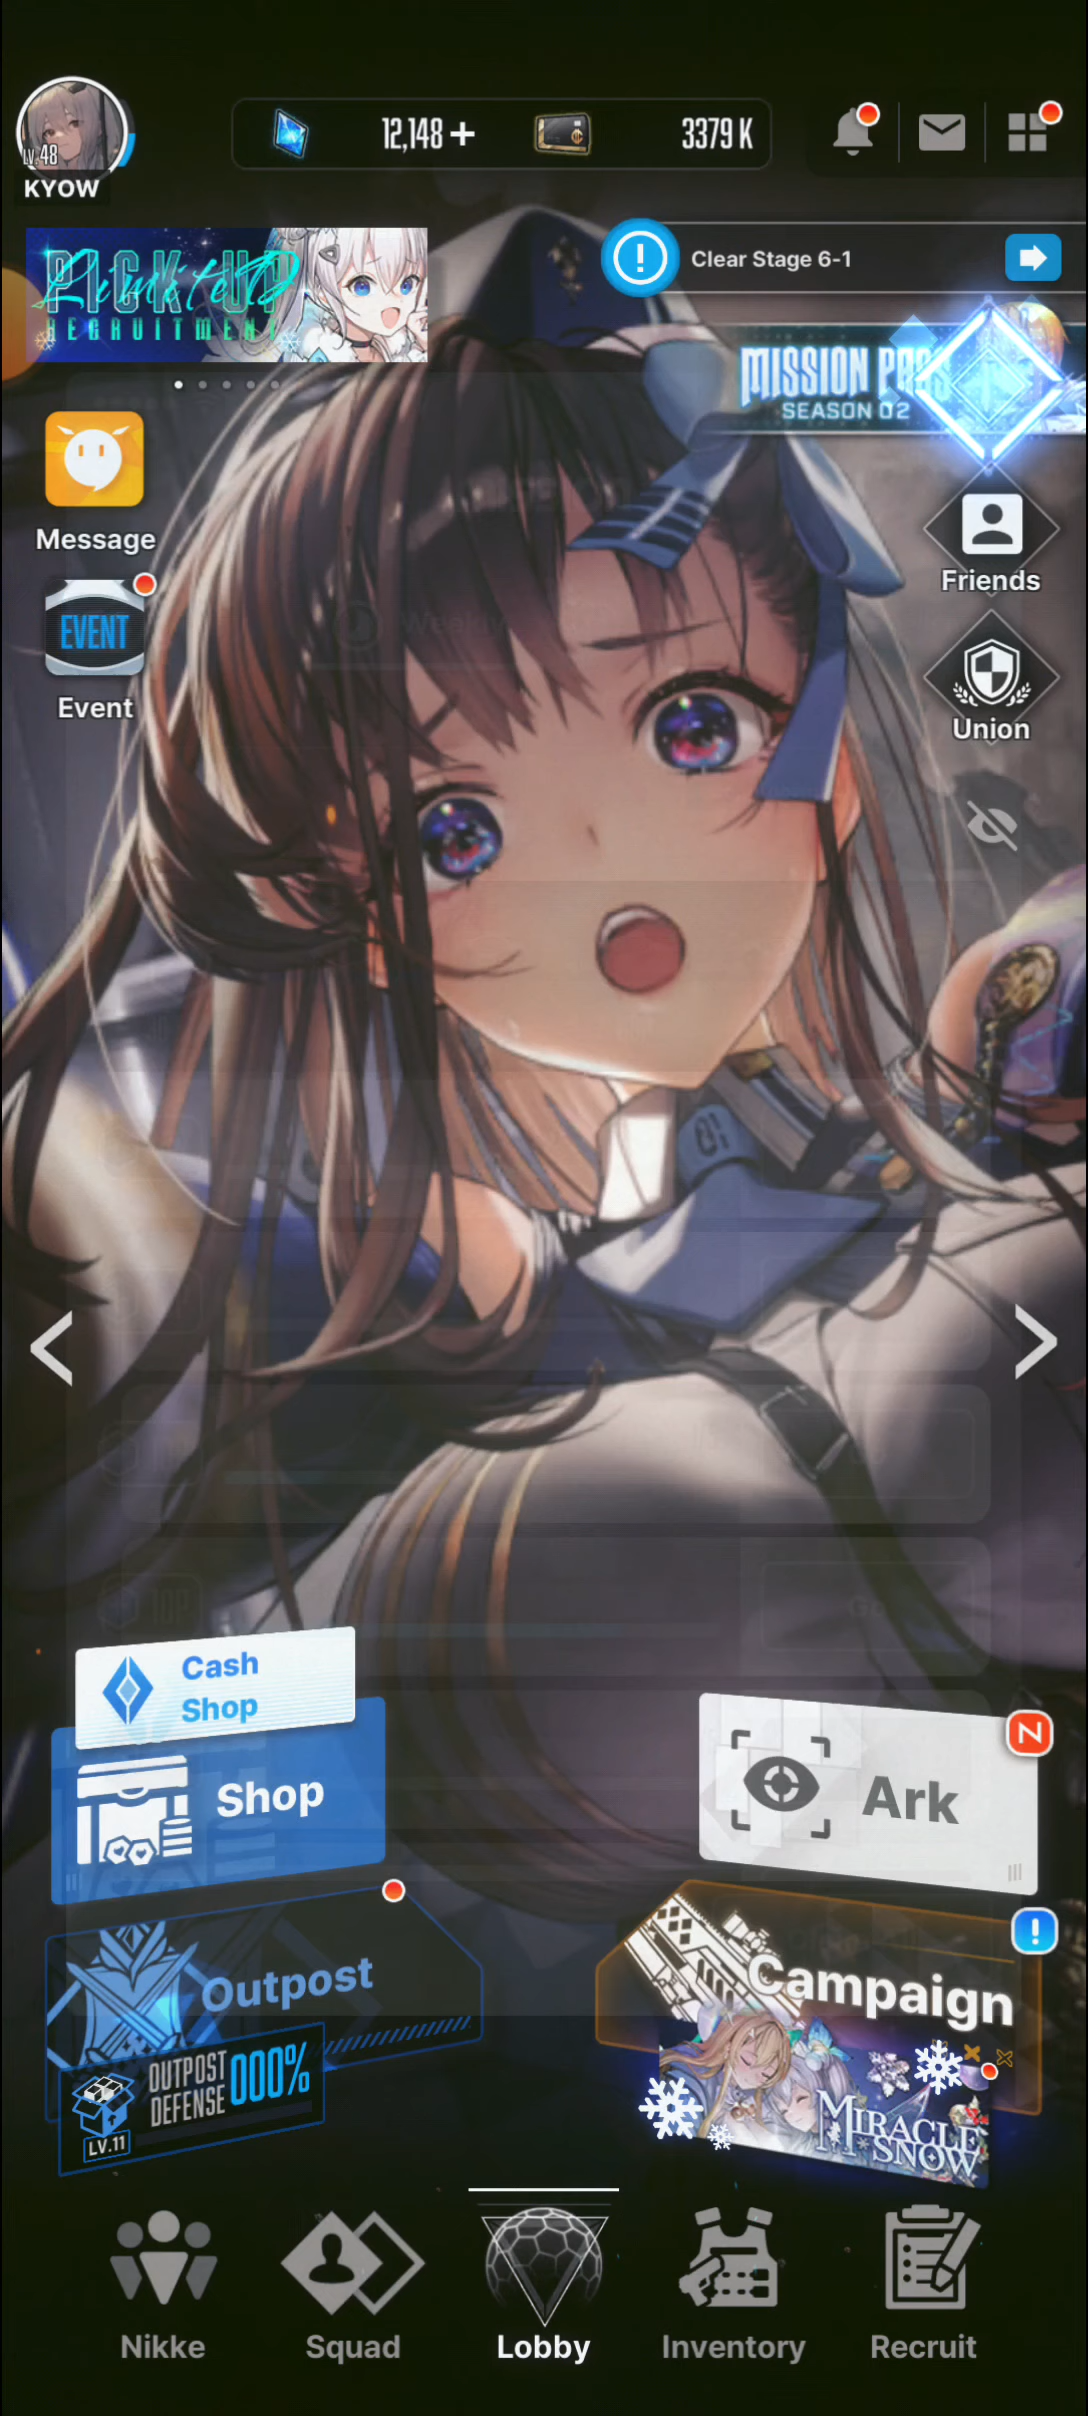 LV.48
KYOW
12,148
3379 K
PICK UP
Limited
RECRUITMENT
Clear Stage 6-1
MISSION PASS
SEASON 02
Message
EVENT
Event
Friends
Union
Weekly
Cash
Shop
Shop
N
Ark
Outpost
OUTPOST
DEFENSE
000%
LV.11
Campaign
MIRACLE
SNOW
Nikke
Squad
Lobby
Inventory
Recruit